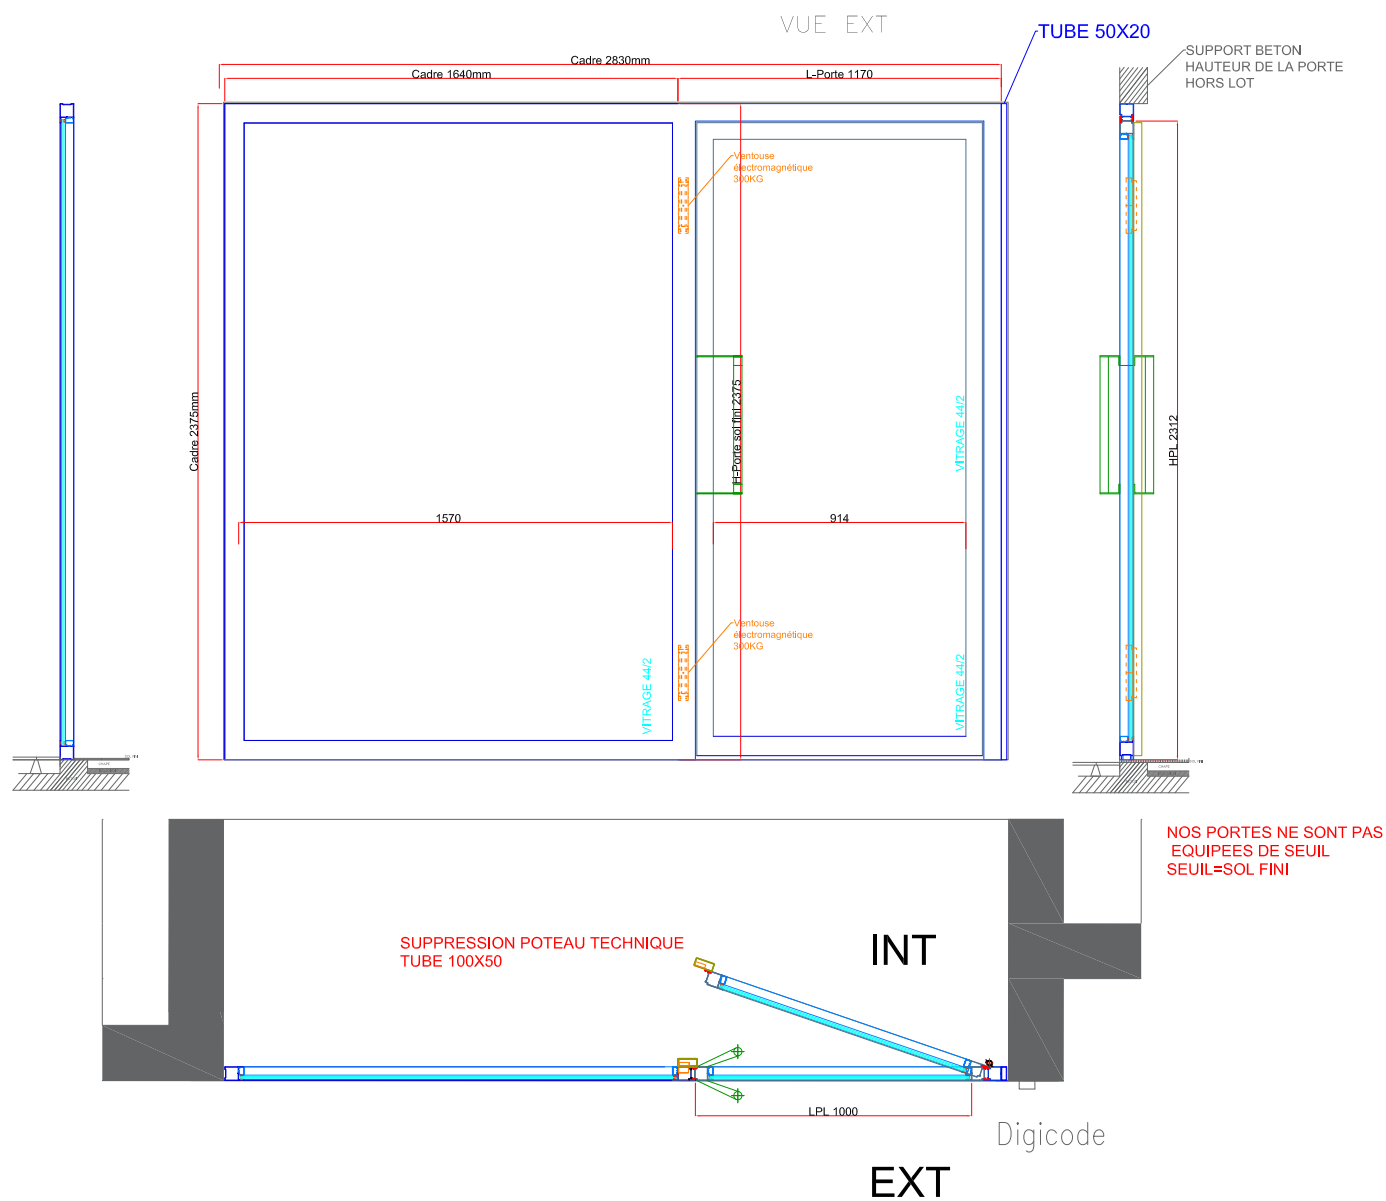 VUE EXT
TUBE 50X20
SUPPORT BETON
HAUTEUR DE LA PORTE
HORS LOT
Cadre 2830mm
Cadre 1640mm
L-Porte 1170
Ventouse
électromagnétique
300KG
Cadre 2375mm
H-Porte sol fini 2375
VITRAGE 44/2
HPL 2312
1570
914
Ventouse
électromagnétique
300KG
VITRAGE 44/2
VITRAGE 44/2
NOS PORTES NE SONT PAS
EQUIPEES DE SEUIL
SEUIL=SOL FINI
SUPPRESSION POTEAU TECHNIQUE
TUBE 100X50
INT
LPL 1000
Digicode
EXT